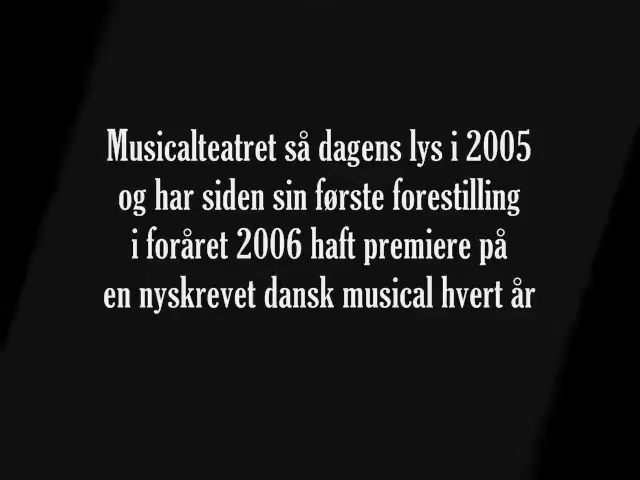 Musicalteatret så dagens lys i 2005
og har siden sin første forestilling
i foråret 2006 haft premiere på
en nyskrevet dansk musical hvert år